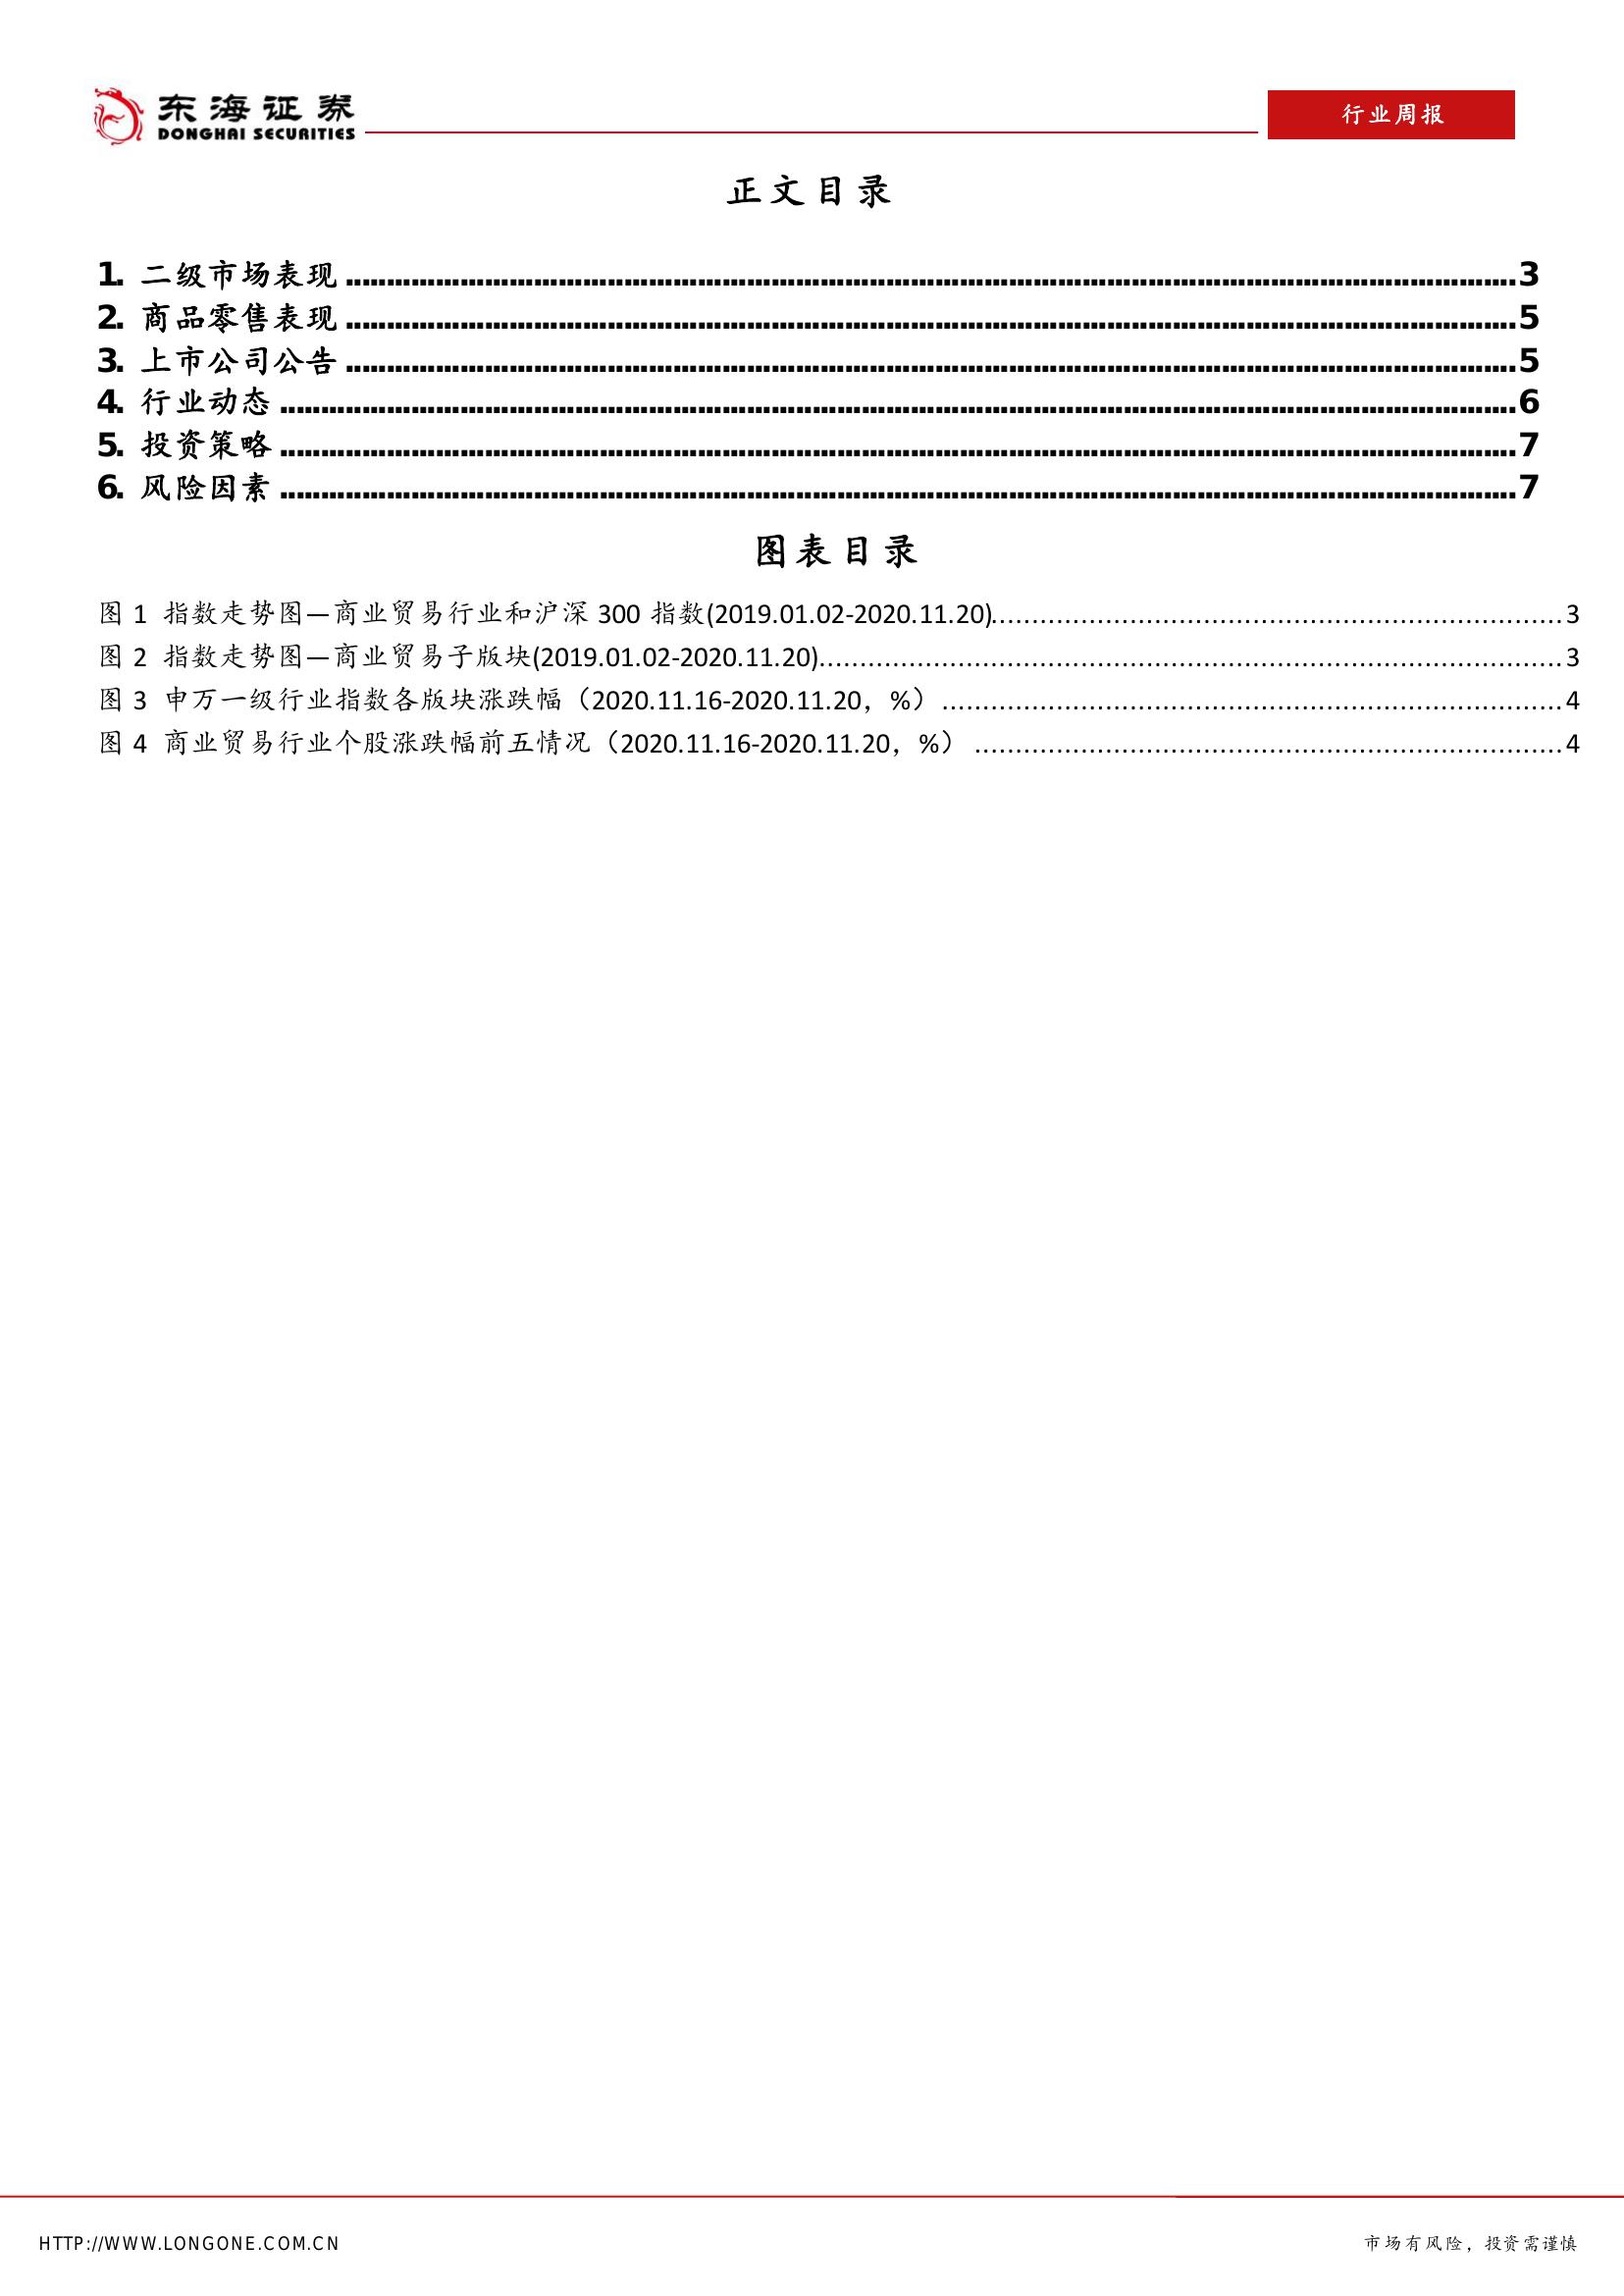 东海证券
DONGHAI SECURITIES
行业周报
正文目录
1. 二级市场表现 ........................................ 3
2. 商品零售表现 ........................................ 5
3. 上市公司公告 ........................................ 5
4. 行业动态 ........................................ 6
5. 投资策略 ........................................ 7
6. 风险因素 ........................................ 7
图表目录
图 1 指数走势图—商业贸易行业和沪深 300 指数(2019.01.02-2020.11.20)........................................ 3
图 2 指数走势图—商业贸易子版块(2019.01.02-2020.11.20)........................................ 3
图 3 申万一级行业指数各版块涨跌幅（2020.11.16-2020.11.20，%） ........................................ 4
图 4 商业贸易行业个股涨跌幅前五情况（2020.11.16-2020.11.20，%） ........................................ 4
HTTP://WWW.LONGONE.COM.CN
市场有风险，投资需谨慎